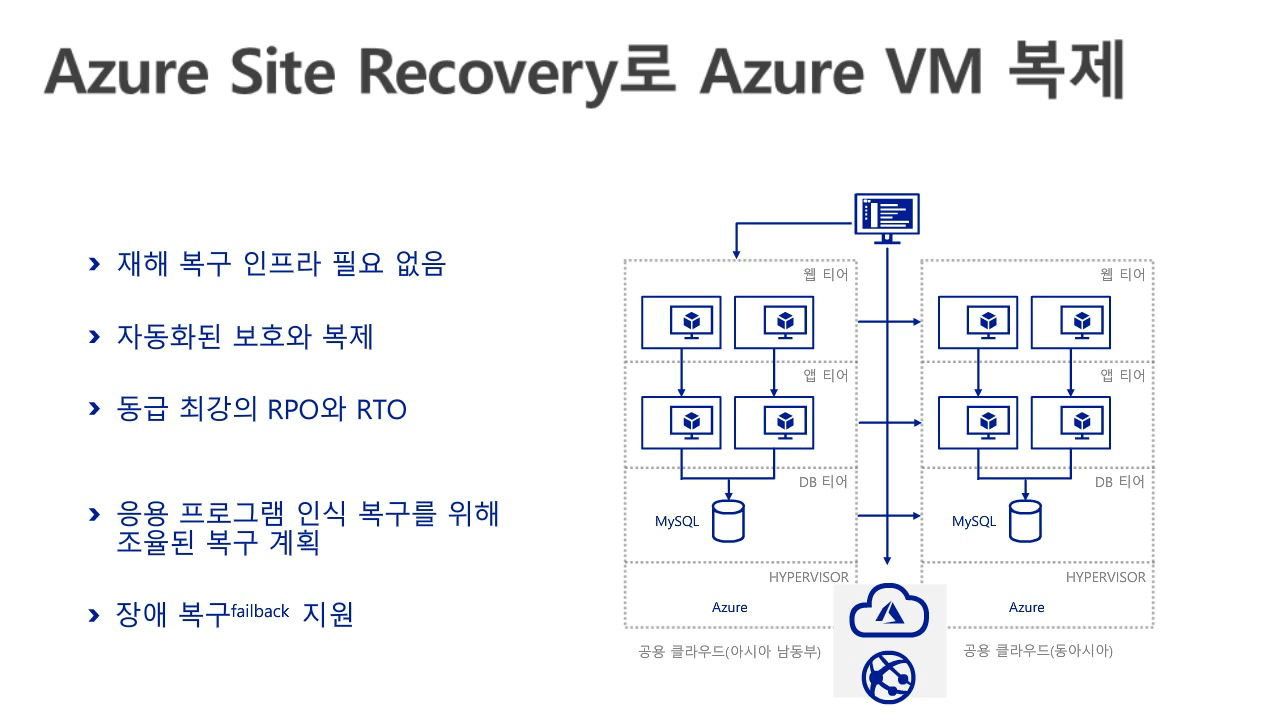 Azure Site Recovery로 Azure VM 복제
› 재해 복구 인프라 필요 없음
› 자동화된 보호와 복제
› 동급 최강의 RPO와 RTO
› 응용 프로그램 인식 복구를 위해
조율된 복구 계획
› 장애 복구failback 지원
웹 티어
앱 티어
DB 티어
MySQL
HYPERVISOR
Azure
공용 클라우드(아시아 남동부)
웹 티어
앱 티어
DB 티어
MySQL
HYPERVISOR
Azure
공용 클라우드(동아시아)